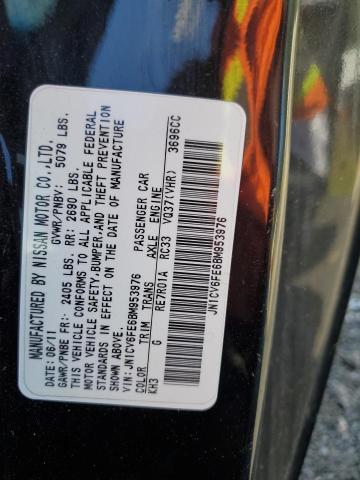 MANUFACTURED BY NISSAN MOTOR CO.,LTD.
DATE: 06/11 GVWR/PNBV: 5079 LBS.
GAWR/PNBE FR: 2405 LBS. RR: 2690 LBS.
THIS VEHICLE CONFORMS TO ALL APPLICABLE FEDERAL
MOTOR VEHICLE SAFETY,BUMPER,AND THEFT PREVENTION
STANDARDS IN EFFECT ON THE DATE OF MANUFACTURE
SHOWN ABOVE.
VIN: JN1CV6FE6BM953976 PASSENGER CAR
COLOR TRIM TRANS AXLE ENGINE
KH3 G RE7R01A RC33 VQ37(VHR) 3696CC
JN1CV6FE6BM953976